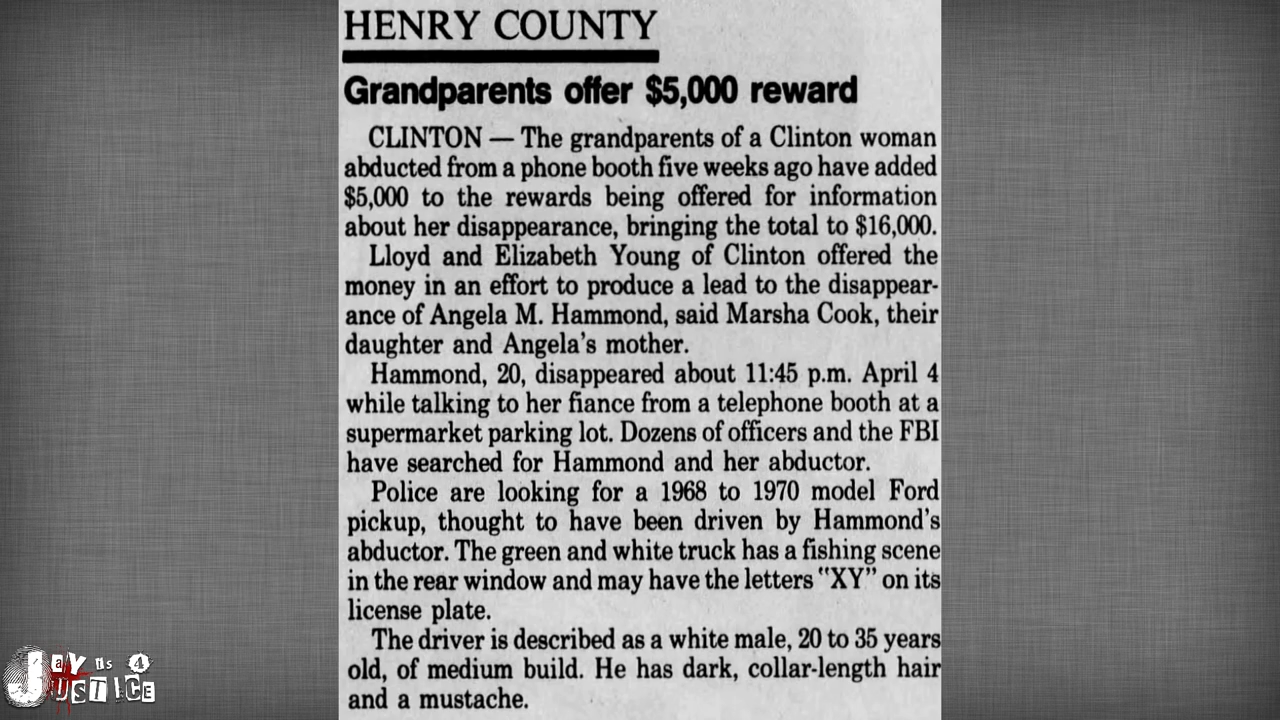 HENRY COUNTY
Grandparents offer $5,000 reward
CLINTON — The grandparents of a Clinton woman
abducted from a phone booth five weeks ago have added
$5,000 to the rewards being offered for information
about her disappearance, bringing the total to $16,000.
Lloyd and Elizabeth Young of Clinton offered the
money in an effort to produce a lead to the disappear-
ance of Angela M. Hammond, said Marsha Cook, their
daughter and Angela's mother.
Hammond, 20, disappeared about 11:45 p.m. April 4
while talking to her fiance from a telephone booth at a
supermarket parking lot. Dozens of officers and the FBI
have searched for Hammond and her abductor.
Police are looking for a 1968 to 1970 model Ford
pickup, thought to have been driven by Hammond's
abductor. The green and white truck has a fishing scene
in the rear window and may have the letters "XY" on its
license plate.
The driver is described as a white male, 20 to 35 years
old, of medium build. He has dark, collar-length hair
and a mustache.
JAY IS 4
JUSTICE